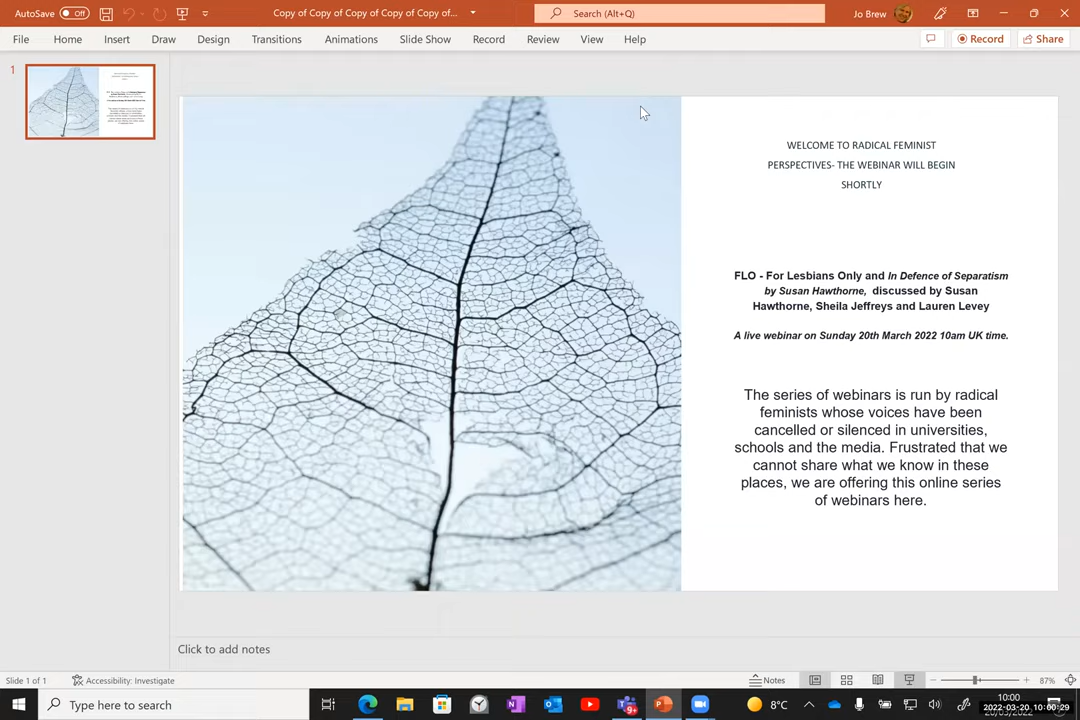 AutoSave Off Copy of Copy of Copy of Copy of Copy of... Search (Alt+Q) Jo Brew
File Home Insert Draw Design Transitions Animations Slide Show Record Review View Help Record Share
1
WELCOME TO RADICAL FEMINIST
PERSPECTIVES- THE WEBINAR WILL BEGIN
SHORTLY
FLO - For Lesbians Only and In Defence of Separatism
by Susan Hawthorne, discussed by Susan
Hawthorne, Sheila Jeffreys and Lauren Levey
A live webinar on Sunday 20th March 2022 10am UK time.
The series of webinars is run by radical
feminists whose voices have been
cancelled or silenced in universities,
schools and the media. Frustrated that we
cannot share what we know in these
places, we are offering this online series
of webinars here.
Click to add notes
Slide 1 of 1 Accessibility: Investigate Notes 87%
Type here to search 9+ 8°C 10:00
2022-03-20 10:00:29